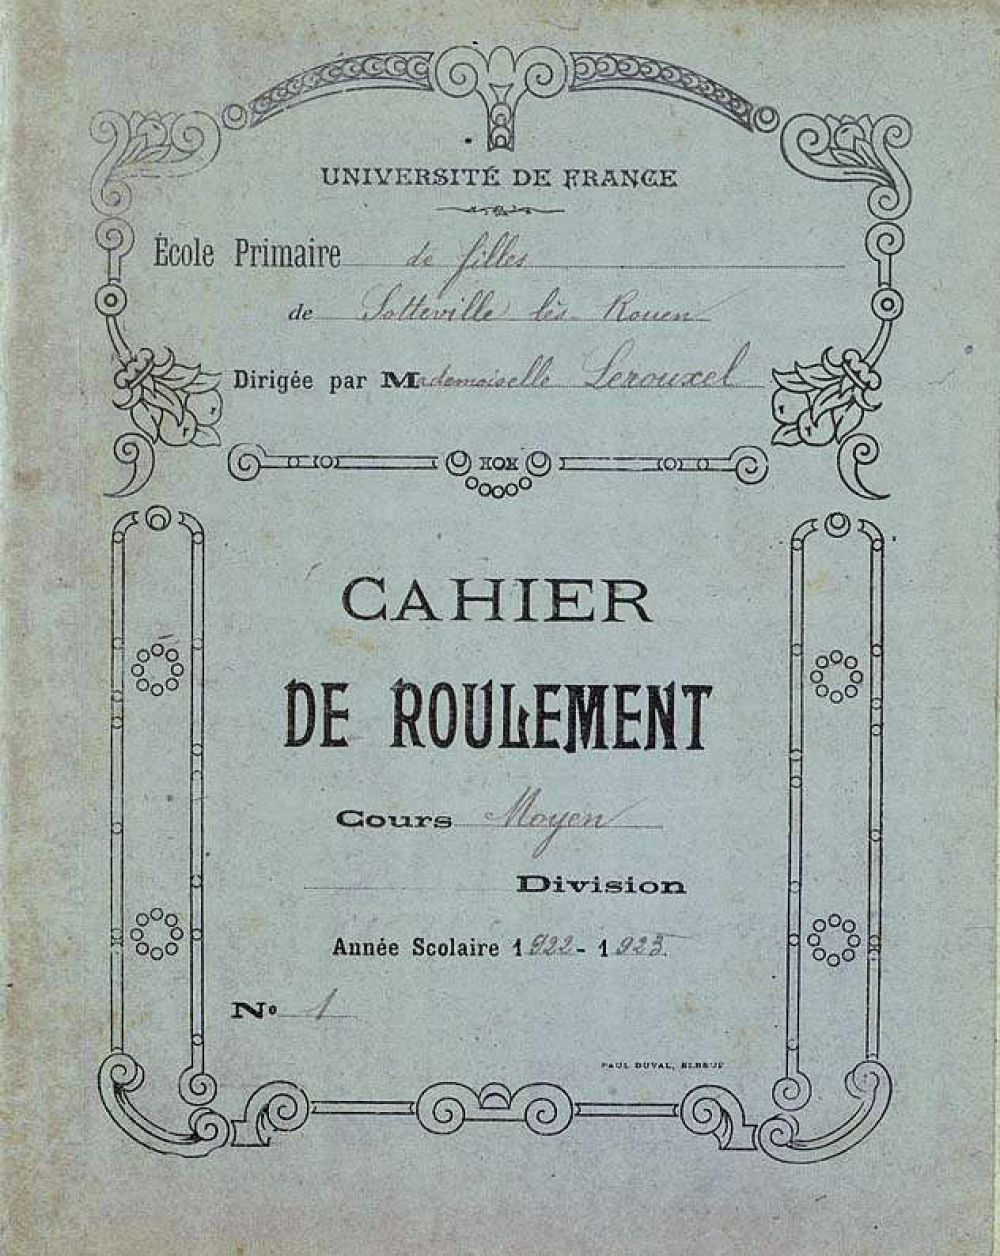 UNIVERSITÉ DE FRANCE
École Primaire de filles
de Sotteville lès-Rouen
Dirigée par Mademoiselle Lerouxel
CAHIER
DE ROULEMENT
Cours Moyen
Division
Année Scolaire 1922-1923.
No 1
PAUL DUVAL, ELBEUF